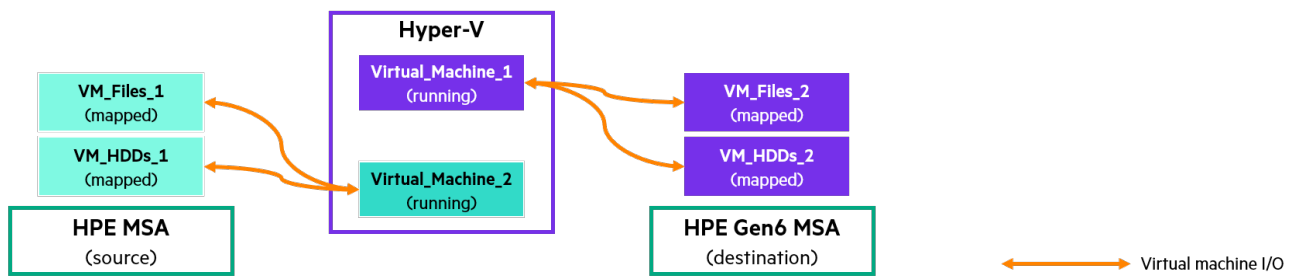 Hyper-V
VM_Files_1
(mapped)
VM_HDDs_1
(mapped)
HPE MSA
(source)
Virtual_Machine_1
(running)
Virtual_Machine_2
(running)
VM_Files_2
(mapped)
VM_HDDs_2
(mapped)
HPE Gen6 MSA
(destination)
Virtual machine I/O